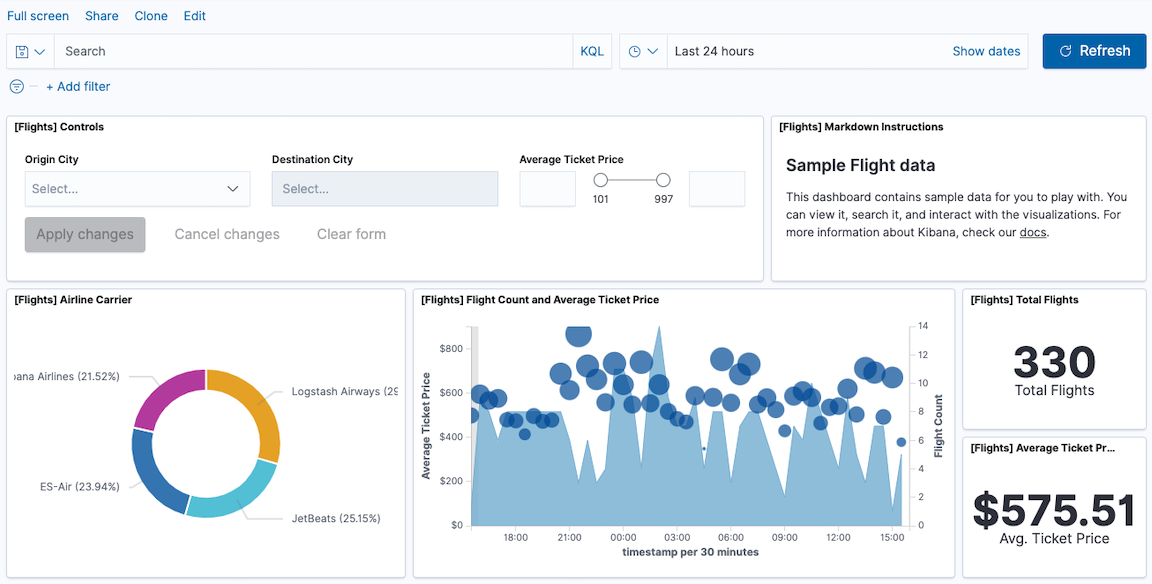 Full screen Share Clone Edit
Search KQL Last 24 hours Show dates Refresh
+ Add filter
[Flights] Controls
Origin City Destination City Average Ticket Price
Select... Select...
101 997
Apply changes Cancel changes Clear form
[Flights] Markdown Instructions
Sample Flight data
This dashboard contains sample data for you to play with. You
can view it, search it, and interact with the visualizations. For
more information about Kibana, check our docs.
[Flights] Airline Carrier
Airlines (21.52%)
Logstash Airways
ES-Air (23.94%)
JetBeats (25.15%)
[Flights] Flight Count and Average Ticket Price
Average Ticket Price
$800
$600
$400
$200
$0
14
12
10
8
6
4
2
0
Flight Count
18:00 21:00 00:00 03:00 06:00 09:00 12:00 15:00
timestamp per 30 minutes
[Flights] Total Flights
330
Total Flights
[Flights] Average Ticket Pr...
$575.51
Avg. Ticket Price